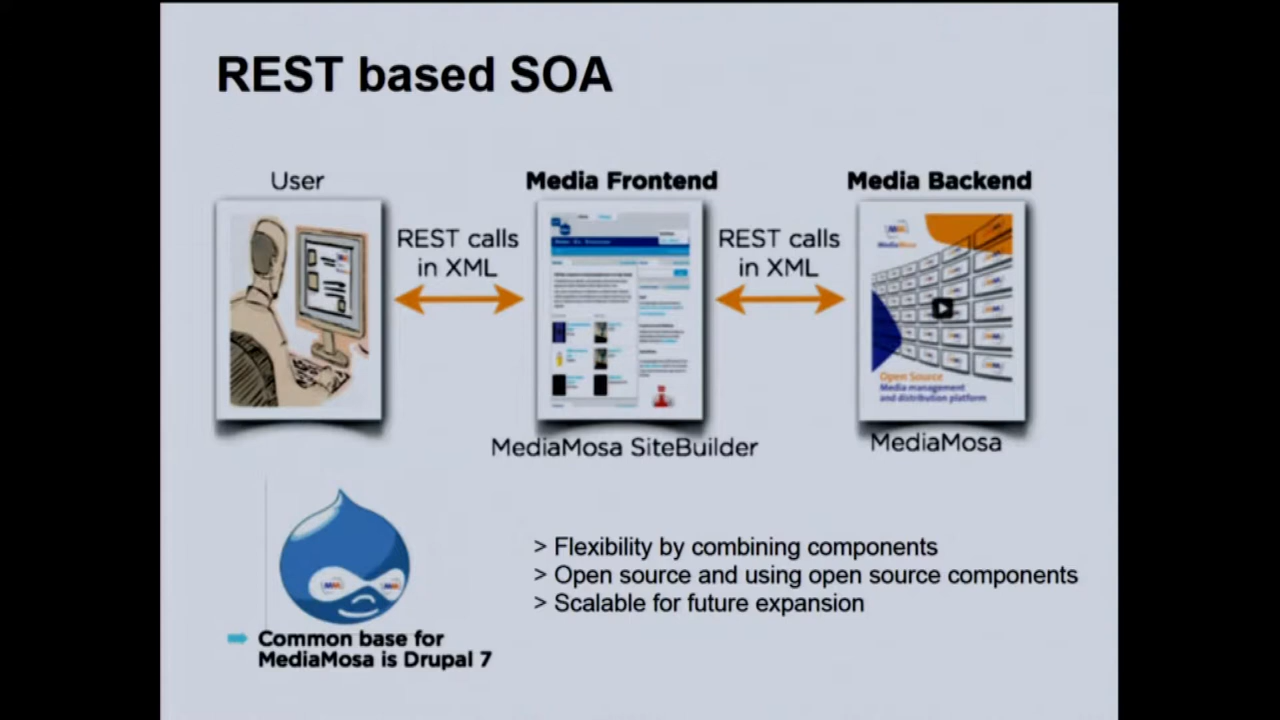 REST based SOA
User
Media Frontend
Media Backend
REST calls
in XML
REST calls
in XML
MediaMosa
Open Source
Media management
and distribution platform
MediaMosa SiteBuilder
MediaMosa
> Flexibility by combining components
> Open source and using open source components
> Scalable for future expansion
Common base for
MediaMosa is Drupal 7